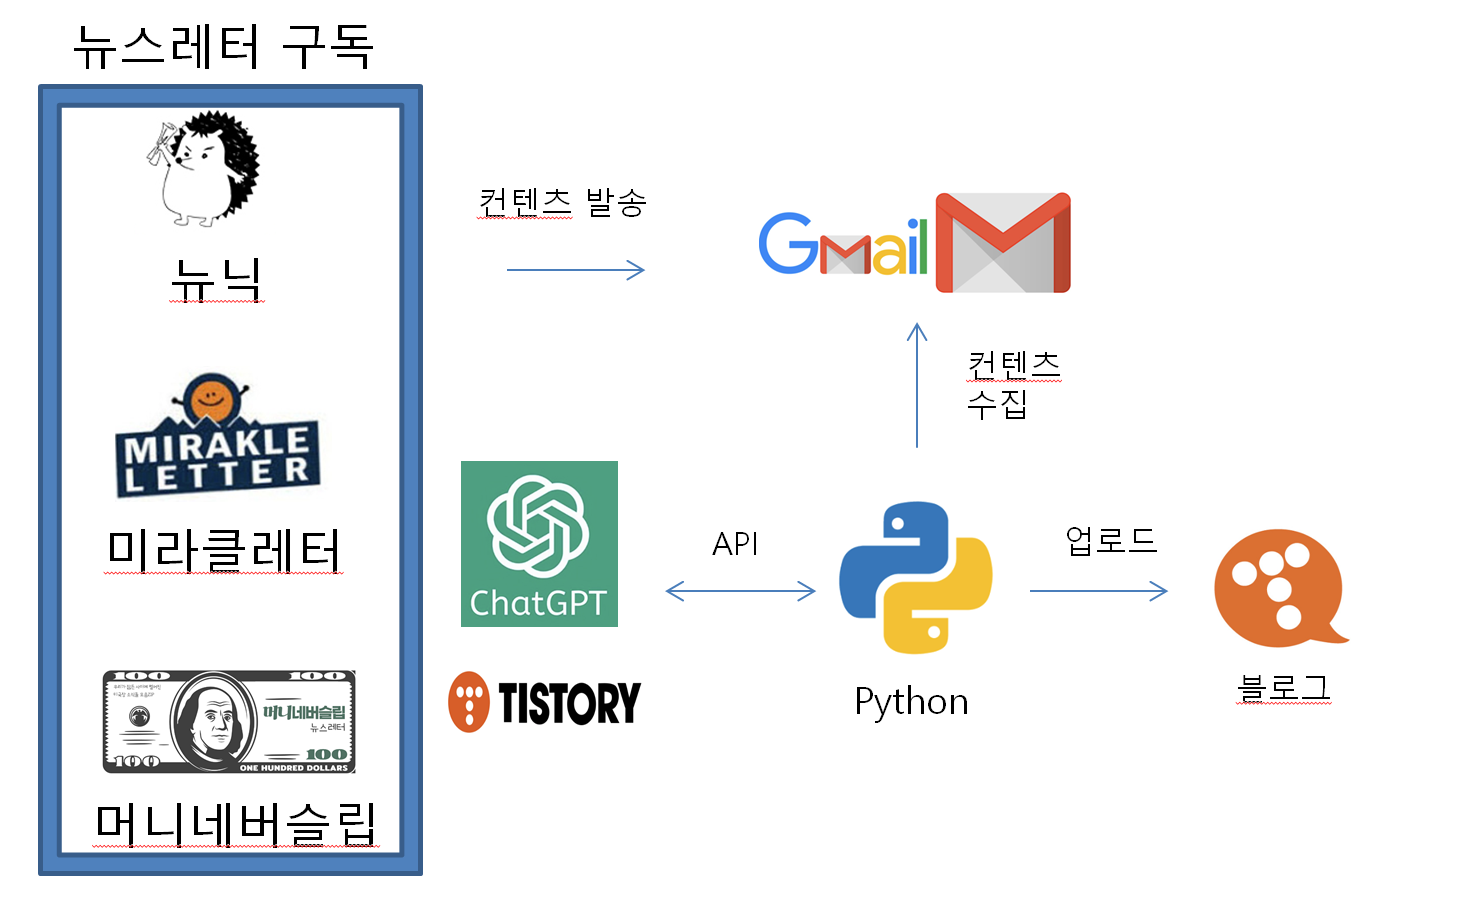 뉴스레터 구독
뉴닉
MIRAKLE
LETTER
미라클레터
100 100
머니네버슬립
뉴스레터
100 100
ONE HUNDRED DOLLARS
머니네버슬립
컨텐츠 발송
Gmail
컨텐츠
수집
ChatGPT
API
업로드
TISTORY
Python
블로그